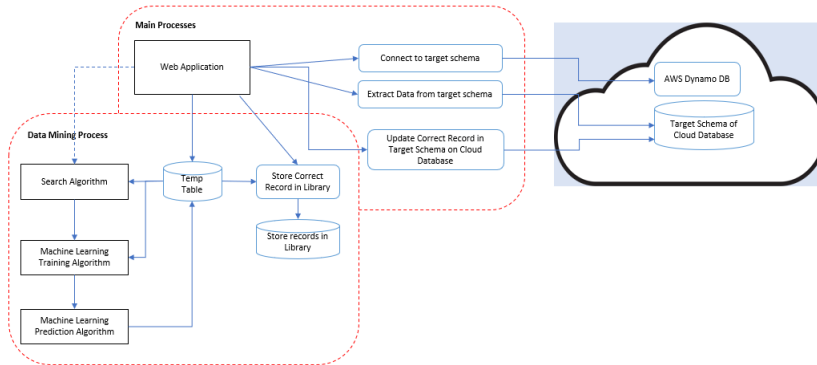 Main Processes
Web Application
Connect to target schema
Extract Data from target schema
Update Correct Record in
Target Schema on Cloud
Database
AWS Dynamo DB
Target Schema of
Cloud Database
Data Mining Process
Search Algorithm
Temp
Table
Store Correct
Record in Library
Store records in
Library
Machine Learning
Training Algorithm
Machine Learning
Prediction Algorithm